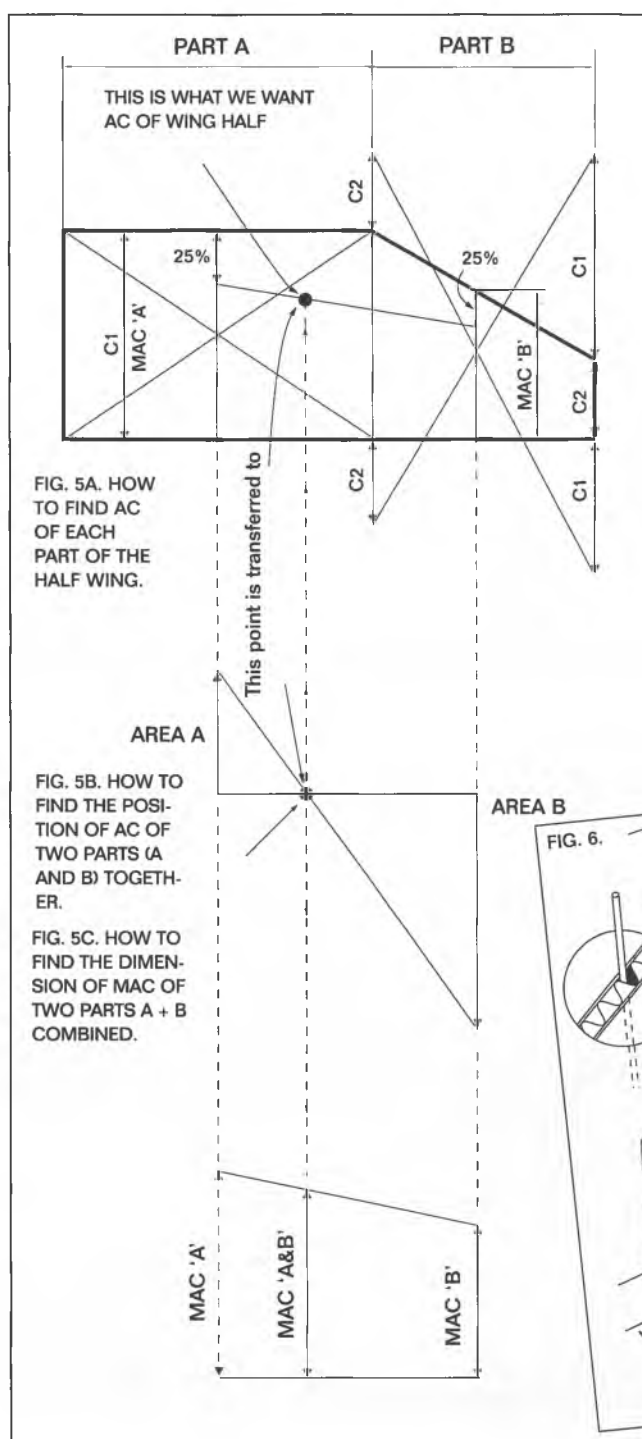 PART A
PART B
THIS IS WHAT WE WANT
AC OF WING HALF
C2
25%
25%
C1
MAC 'A'
C1
MAC 'B'
C2
C2
C1
FIG. 5A. HOW
TO FIND AC
OF EACH
PART OF THE
HALF WING.
This point is transferred to
AREA A
FIG. 5B. HOW TO
FIND THE POSI-
TION OF AC OF
TWO PARTS (A
AND B) TOGETH-
ER.
AREA B
FIG. 6.
FIG. 5C. HOW TO
FIND THE DIMEN-
SION OF MAC OF
TWO PARTS A + B
COMBINED.
MAC 'A'
MAC 'A&B'
MAC 'B'